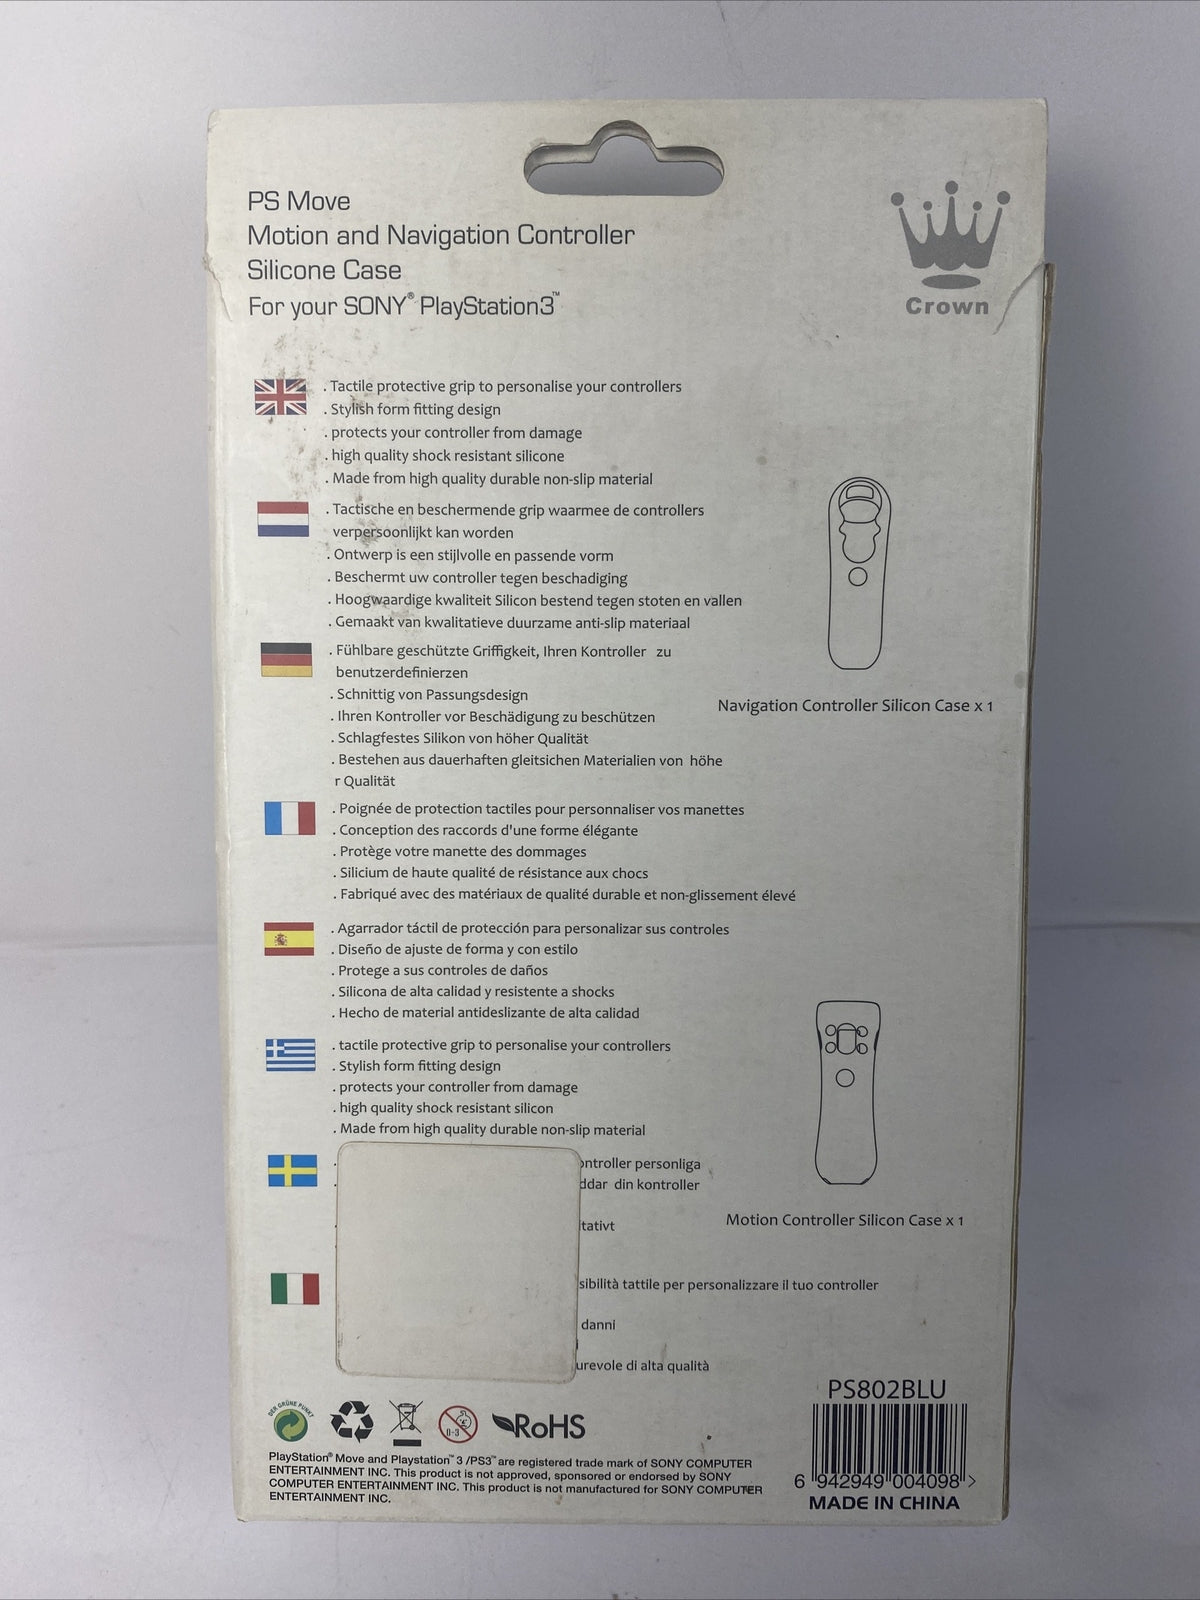 PS Move
Motion and Navigation Controller
Silicone Case
For your SONY® PlayStation3™
Crown
. Tactile protective grip to personalise your controllers
. Stylish form fitting design
. protects your controller from damage
. high quality shock resistant silicone
. Made from high quality durable non-slip material
. Tactische en beschermende grip waarmee de controllers
verpersoonlijkt kan worden
. Ontwerp is een stijlvolle en passende vorm
. Beschermt uw controller tegen beschadiging
. Hoogwaardige kwaliteit Silicon bestend tegen stoten en vallen
. Gemaakt van kwalitatieve duurzame anti-slip materiaal
. Fühlbare geschützte Griffigkeit, Ihren Kontroller zu
benutzerdefinierzen
. Schnittig von Passungsdesign
. Ihren Kontroller vor Beschädigung zu beschützen
. Schlagfestes Silikon von höher Qualität
. Bestehen aus dauerhaften gleitsichen Materialien von höhe
r Qualität
. Poignée de protection tactiles pour personnaliser vos manettes
. Conception des raccords d'une forme élégante
. Protège votre manette des dommages
. Silicium de haute qualité de résistance aux chocs
. Fabriqué avec des matériaux de qualité durable et non-glissement élevé
. Agarrador táctil de protección para personalizar sus controles
. Diseño de ajuste de forma y con estilo
. Protege a sus controles de daños
. Silicona de alta calidad y resistente a shocks
. Hecho de material antideslizante de alta calidad
. tactile protective grip to personalise your controllers
. Stylish form fitting design
. protects your controller from damage
. high quality shock resistant silicon
. Made from high quality durable non-slip material
ontroller personliga
ddar din kontroller
tativt
sibilità tattile per personalizzare il tuo controller
danni
urevole di alta qualità
Navigation Controller Silicon Case x 1
Motion Controller Silicon Case x 1
DER GRÜNE PUNKT
0-3
RoHS
PlayStation® Move and Playstation™ 3 /PS3™ are registered trade mark of SONY COMPUTER
ENTERTAINMENT INC. This product is not approved, sponsored or endorsed by SONY
COMPUTER ENTERTAINMENT INC. This product is not manufactured for SONY COMPUTER
ENTERTAINMENT INC.
PS802BLU
6 942949 004098 >
MADE IN CHINA